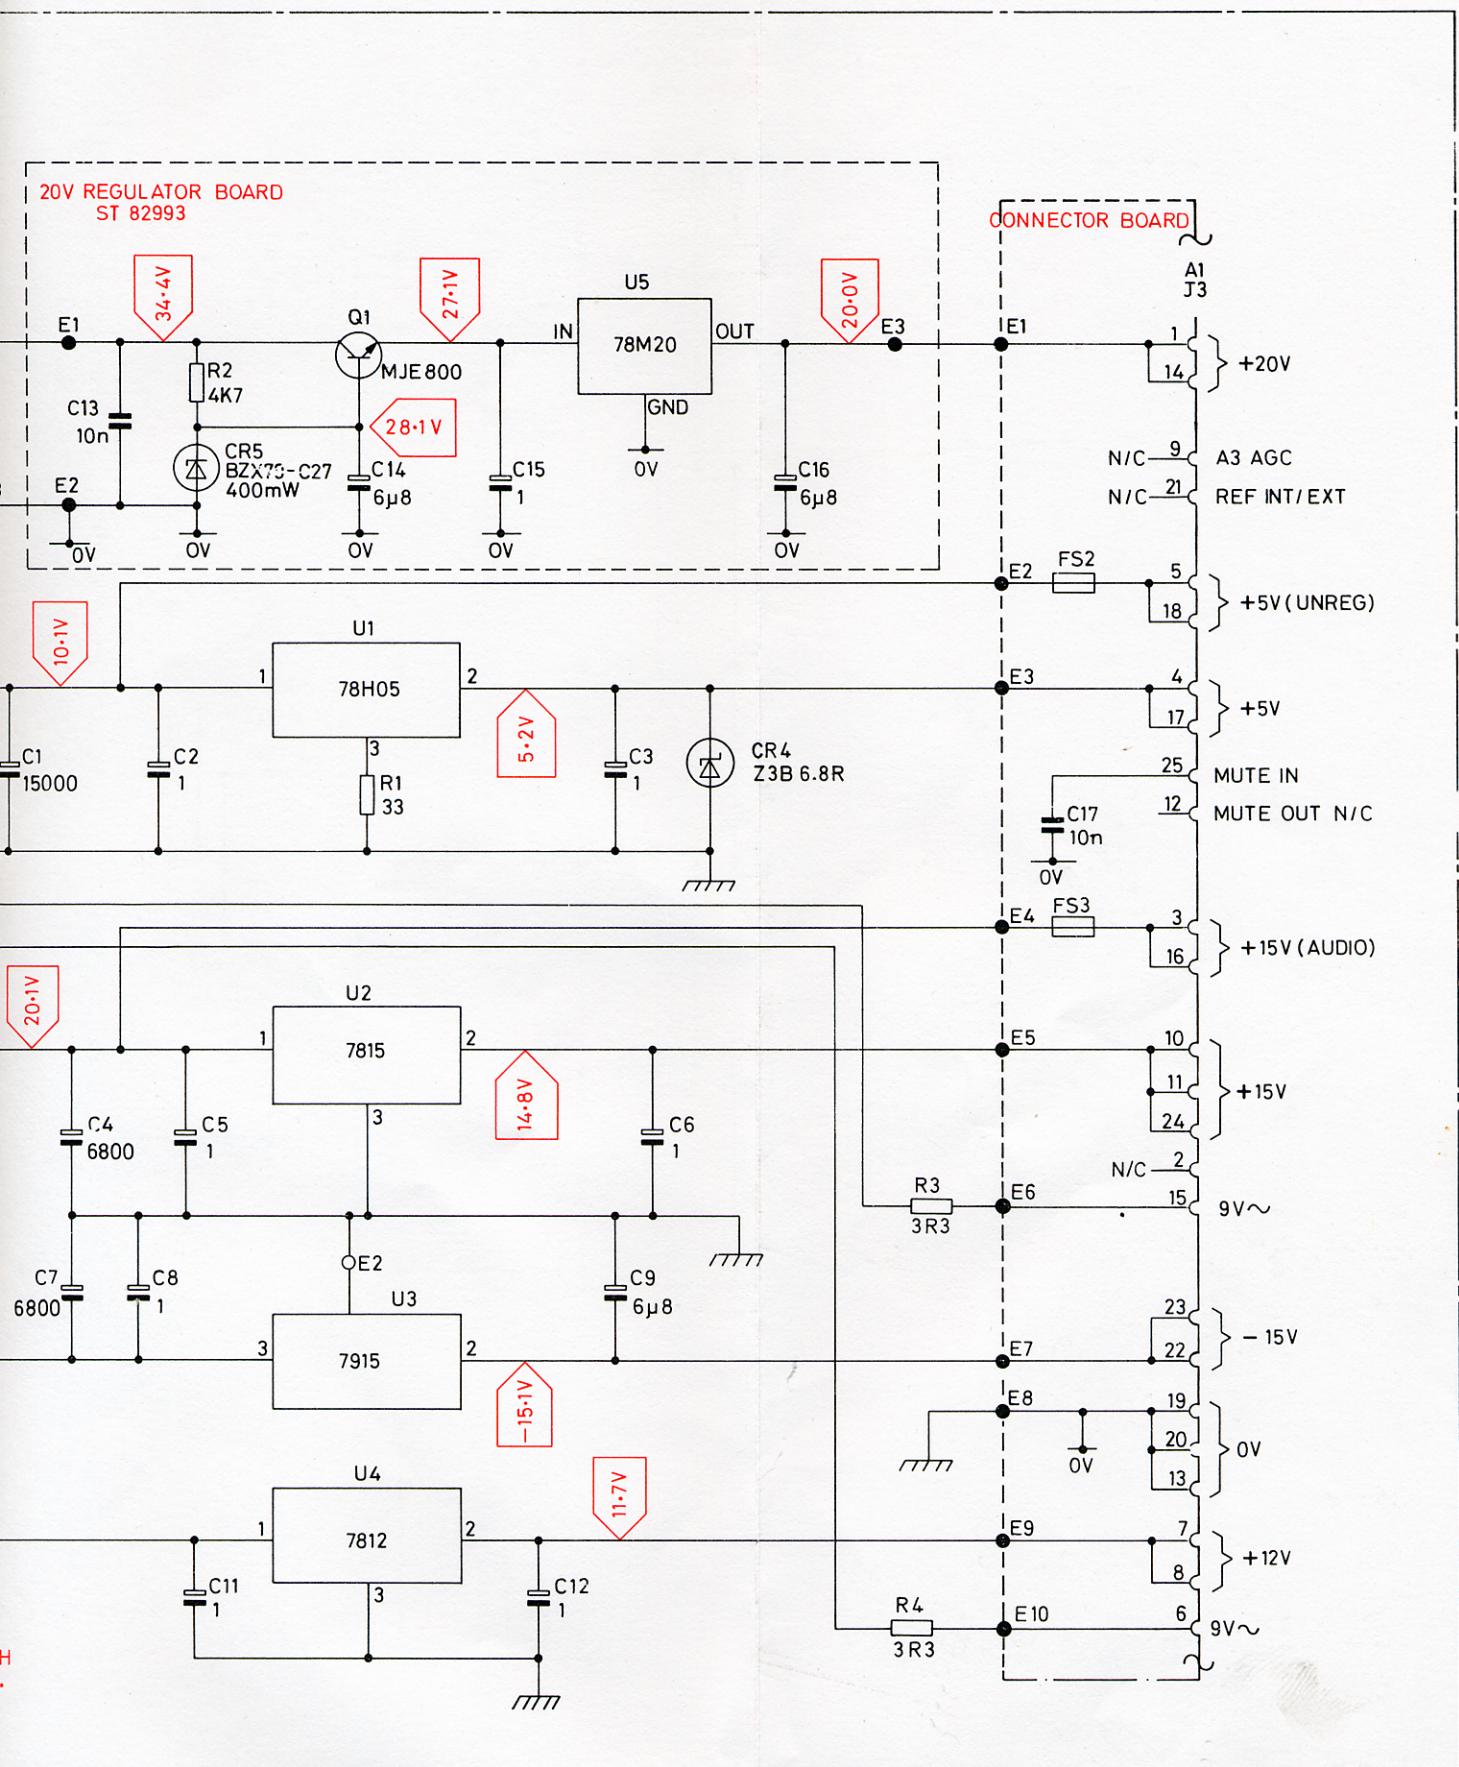 20V REGULATOR BOARD
ST 82993
CONNECTOR BOARD
A1
J3
34·4V
27·1V
20·0V
28·1V
E1
Q1
MJE800
U5
IN
78M20
OUT
GND
0V
E3
E1
1
14
+20V
R2
4K7
C13
10n
CR5
400mW
C14
6µ8
C15
1
C16
6µ8
E2
0V
0V
0V
0V
0V
N/C
9
A3 AGC
N/C
21
REF INT/EXT
E2
FS2
5
18
+5V (UNREG)
10·1V
U1
1
78H05
2
3
5·2V
E3
4
17
+5V
C1
15000
C2
1
R1
33
C3
1
CR4
Z3B 6.8R
25
MUTE IN
12
MUTE OUT N/C
C17
10n
0V
E4
FS3
3
16
+15V (AUDIO)
20·1V
U2
1
7815
2
3
14·8V
E5
10
11
24
+15V
C4
6800
C5
1
C6
1
N/C
2
R3
3R3
E6
15
9V~
E2
C7
6800
C8
1
U3
3
7915
2
C9
6µ8
-15·1V
E7
23
22
- 15V
E8
0V
19
20
13
0V
U4
1
7812
2
3
11·7V
E9
7
8
+12V
C11
1
C12
1
R4
3R3
E10
6
9V~
H